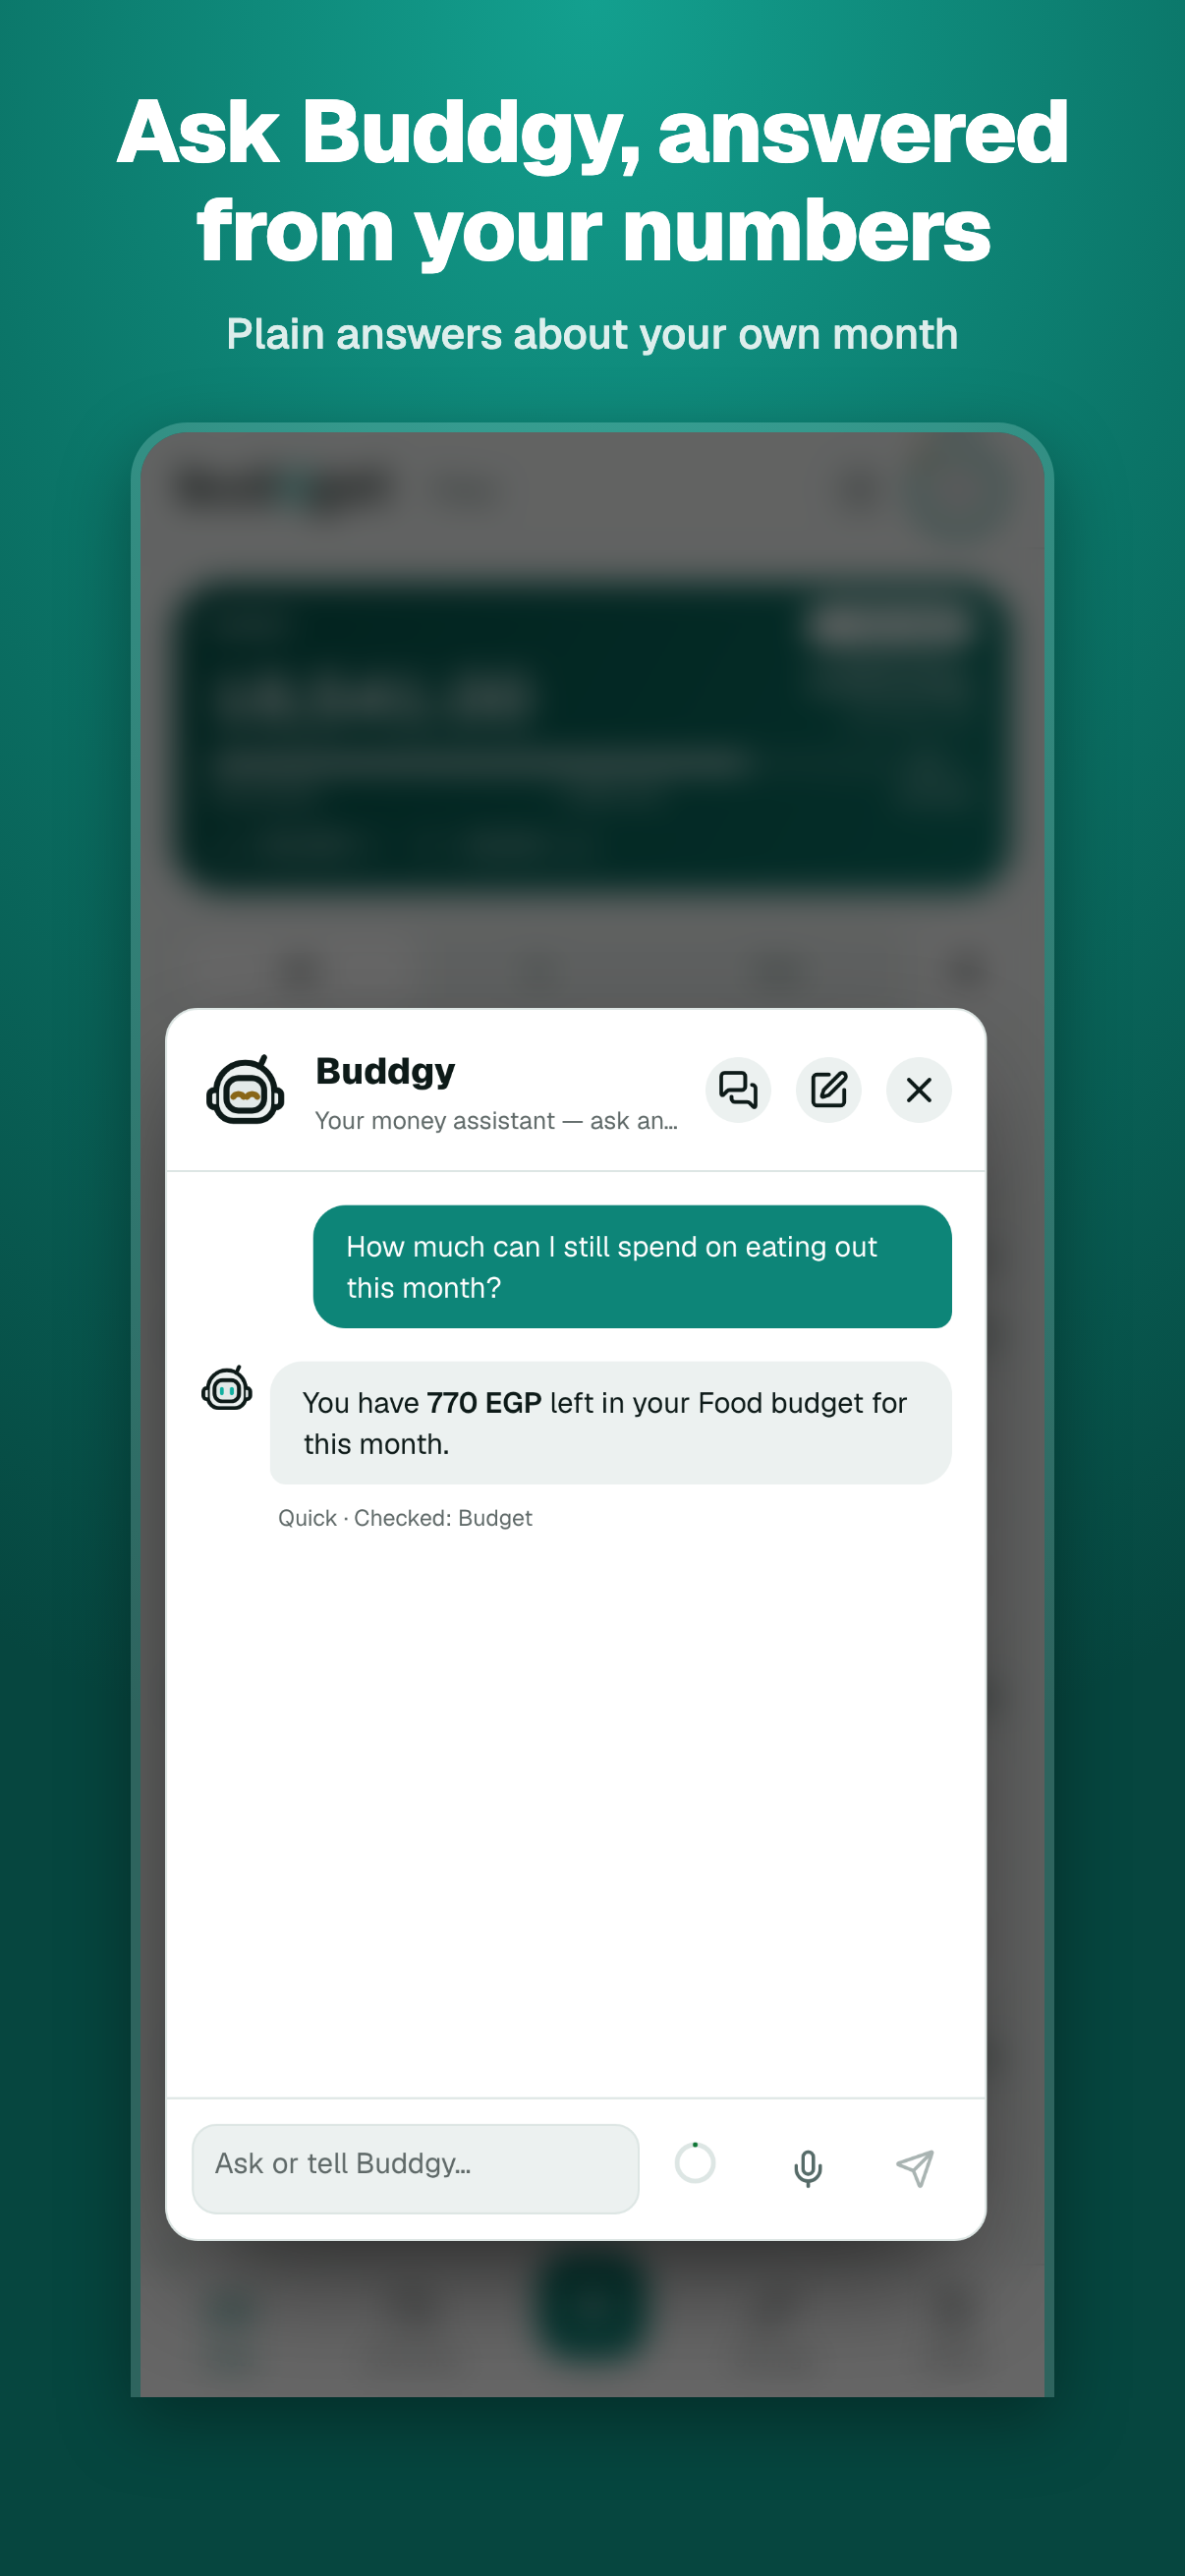 Ask Buddgy, answered
from your numbers
Plain answers about your own month
Buddgy
Your money assistant — ask an...
How much can I still spend on eating out
this month?
You have 770 EGP left in your Food budget for
this month.
Quick · Checked: Budget
Ask or tell Buddgy...